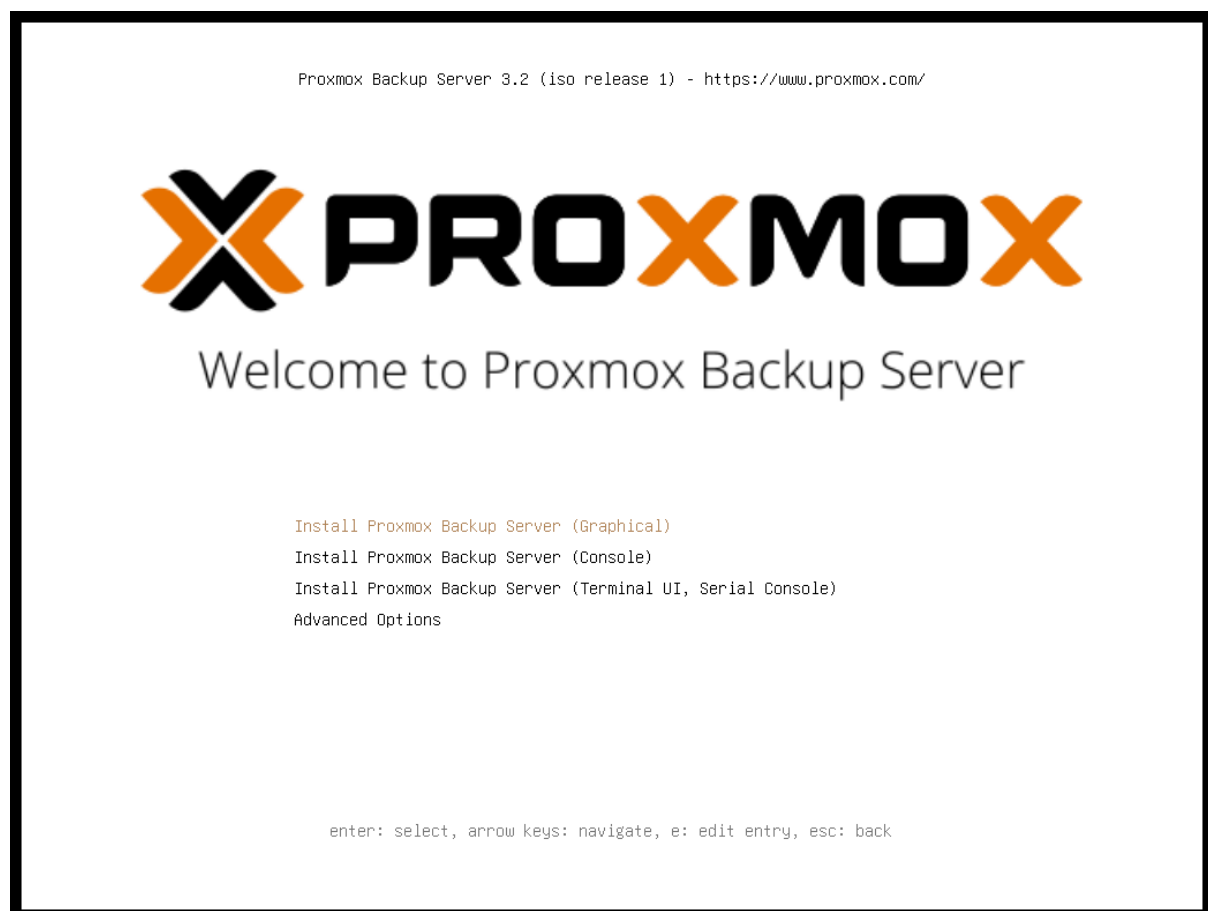 Proxmox Backup Server 3.2 (iso release 1) - https://www.proxmox.com/
PROXMOX
Welcome to Proxmox Backup Server
Install Proxmox Backup Server (Graphical)
Install Proxmox Backup Server (Console)
Install Proxmox Backup Server (Terminal UI, Serial Console)
Advanced Options
enter: select, arrow keys: navigate, e: edit entry, esc: back